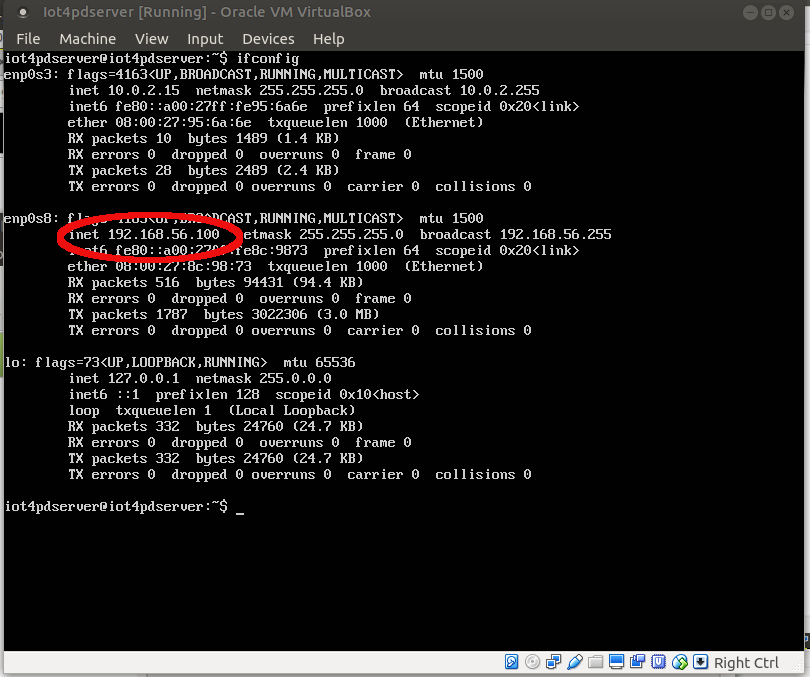 Iot4pdserver [Running] - Oracle VM VirtualBox
File Machine View Input Devices Help
iot4pdserver@iot4pdserver:~$ ifconfig
enp0s3: flags=4163<UP,BROADCAST,RUNNING,MULTICAST> mtu 1500
inet 10.0.2.15 netmask 255.255.255.0 broadcast 10.0.2.255
inet6 fe80::a00:27ff:fe95:6a6e prefixlen 64 scopeid 0x20<link>
ether 08:00:27:95:6a:6e txqueuelen 1000 (Ethernet)
RX packets 10 bytes 1489 (1.4 KB)
RX errors 0 dropped 0 overruns 0 frame 0
TX packets 28 bytes 2489 (2.4 KB)
TX errors 0 dropped 0 overruns 0 carrier 0 collisions 0
enp0s8: flags=4163<UP,BROADCAST,RUNNING,MULTICAST> mtu 1500
inet 192.168.56.100 netmask 255.255.255.0 broadcast 192.168.56.255
inet6 fe80::a00:27ff:fe8c:9873 prefixlen 64 scopeid 0x20<link>
ether 08:00:27:8c:98:73 txqueuelen 1000 (Ethernet)
RX packets 516 bytes 94431 (94.4 KB)
RX errors 0 dropped 0 overruns 0 frame 0
TX packets 1787 bytes 3022306 (3.0 MB)
TX errors 0 dropped 0 overruns 0 carrier 0 collisions 0
lo: flags=73<UP,LOOPBACK,RUNNING> mtu 65536
inet 127.0.0.1 netmask 255.0.0.0
inet6 ::1 prefixlen 128 scopeid 0x10<host>
loop txqueuelen 1 (Local Loopback)
RX packets 332 bytes 24760 (24.7 KB)
RX errors 0 dropped 0 overruns 0 frame 0
TX packets 332 bytes 24760 (24.7 KB)
TX errors 0 dropped 0 overruns 0 carrier 0 collisions 0
iot4pdserver@iot4pdserver:~$ _
Right Ctrl